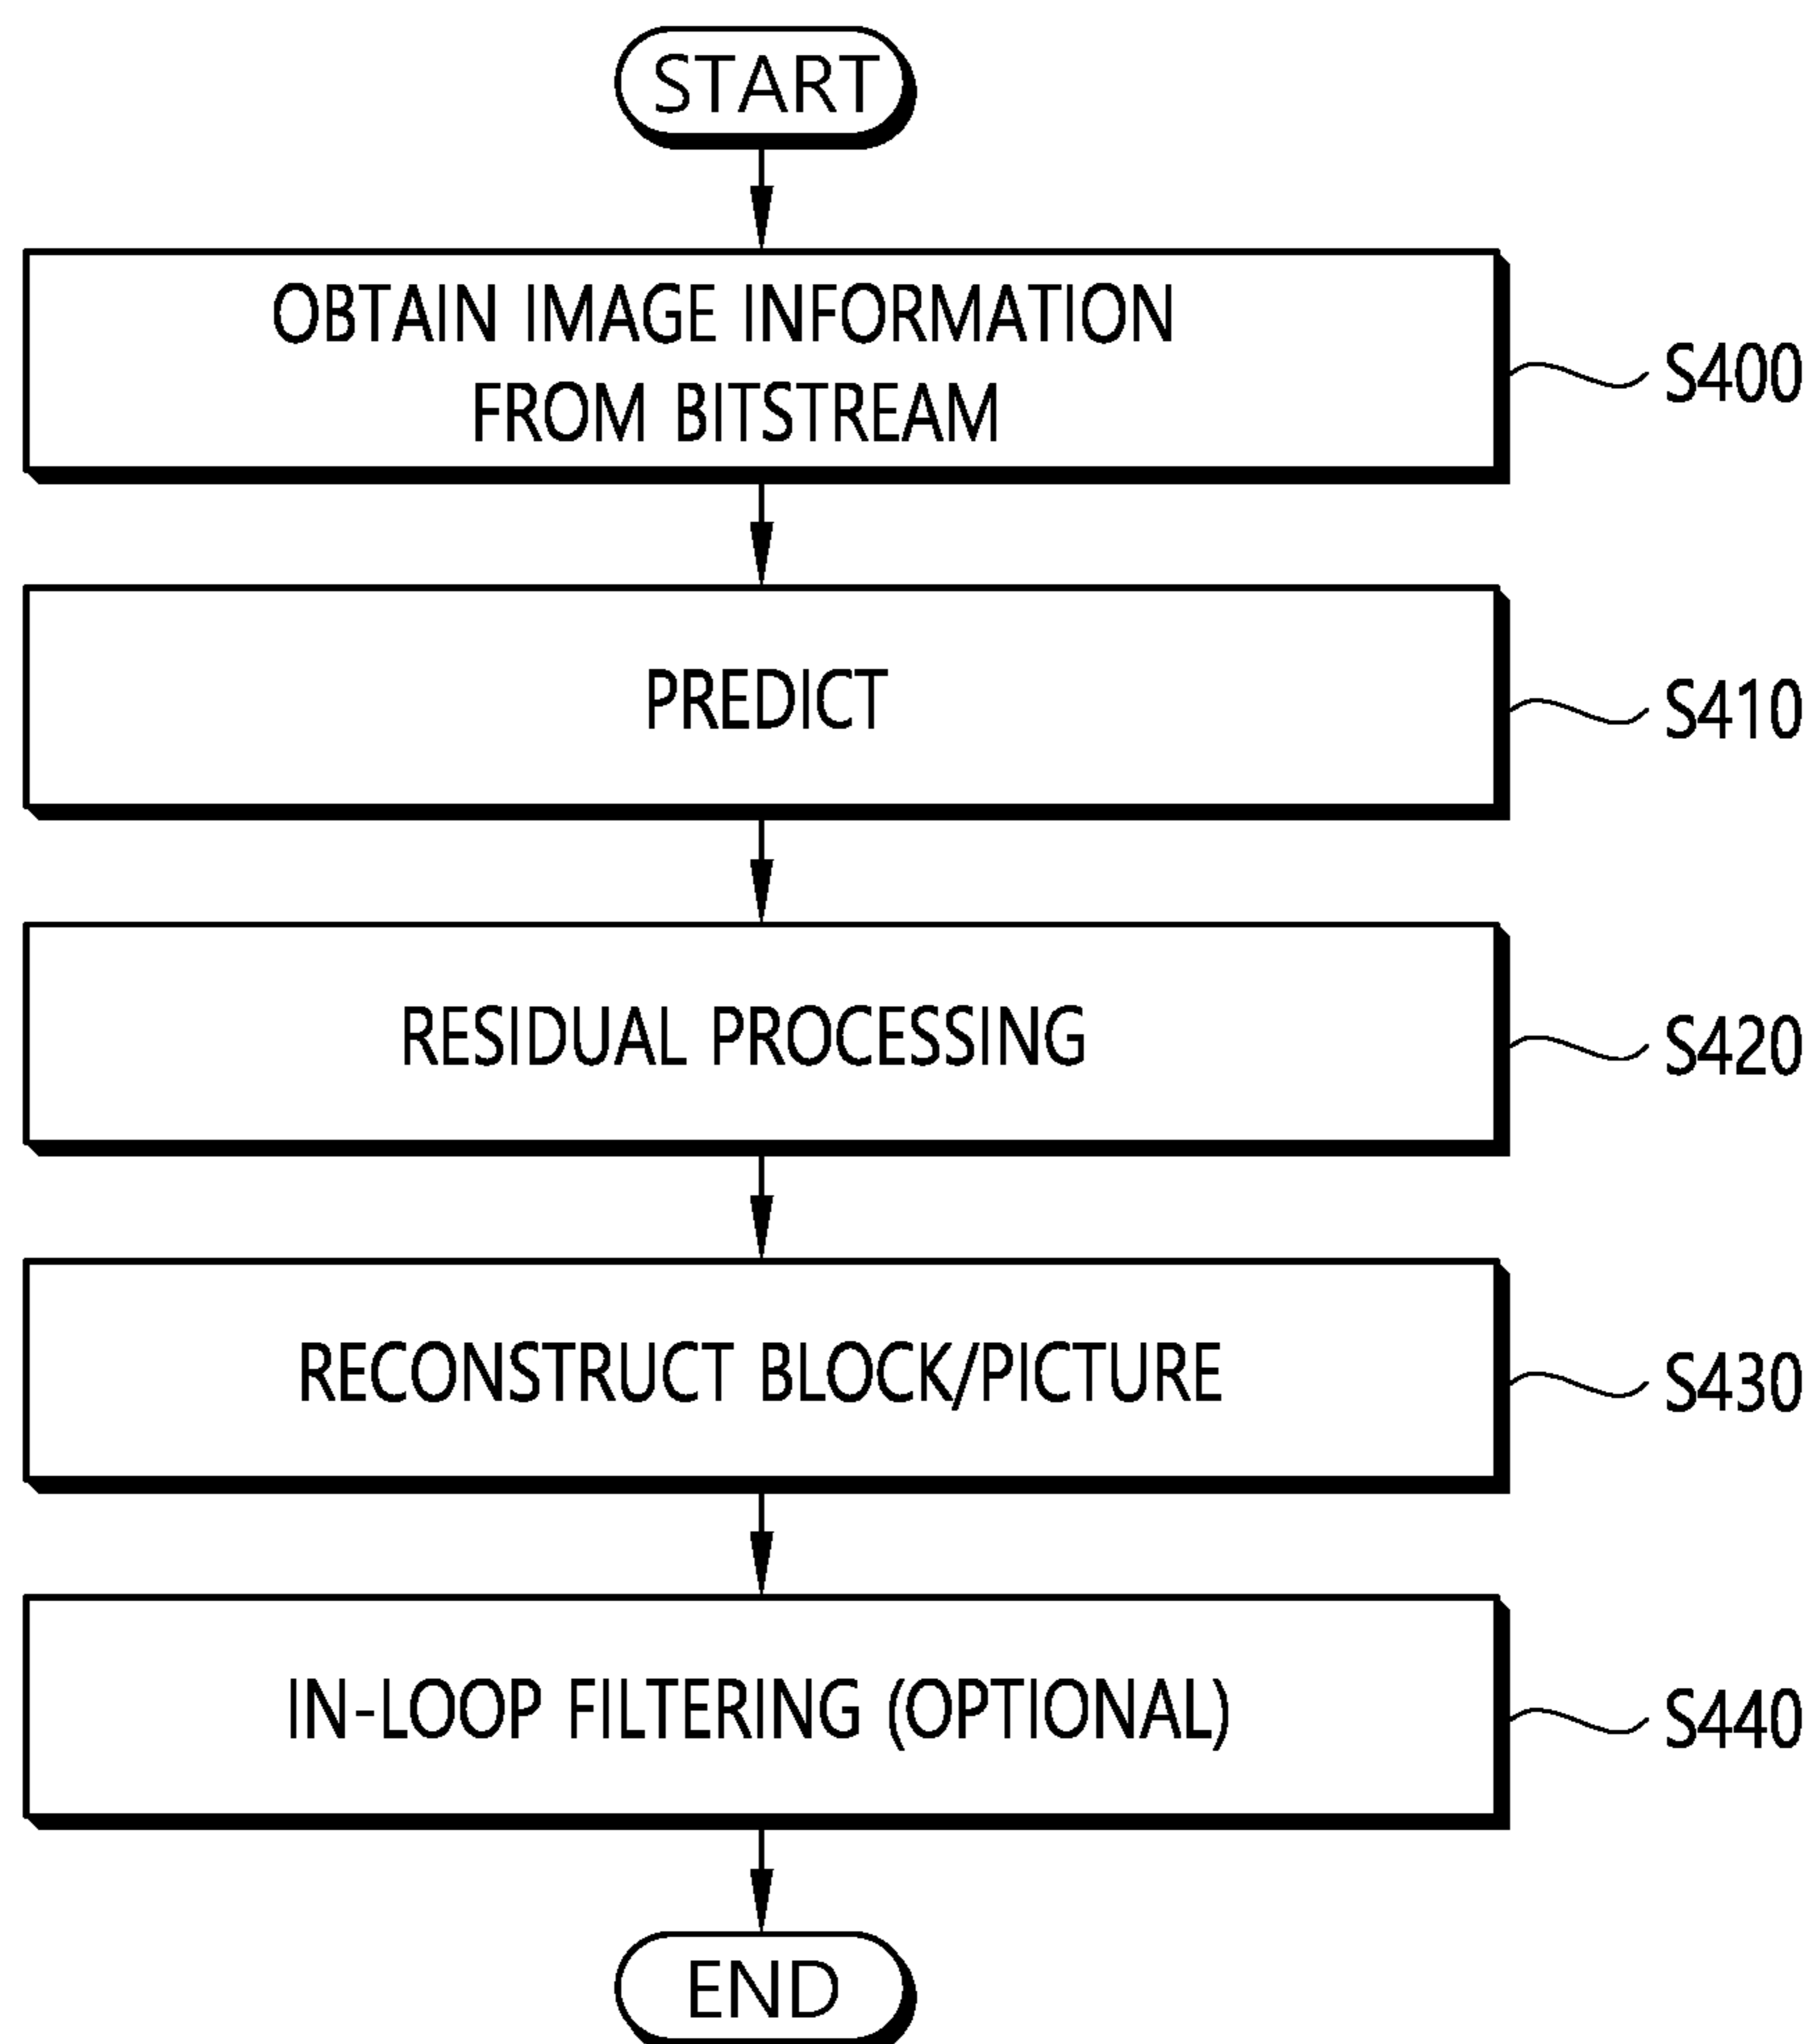 START
OBTAIN IMAGE INFORMATION
FROM BITSTREAM
S400
PREDICT
S410
RESIDUAL PROCESSING
S420
RECONSTRUCT BLOCK/PICTURE
S430
IN-LOOP FILTERING (OPTIONAL)
S440
END